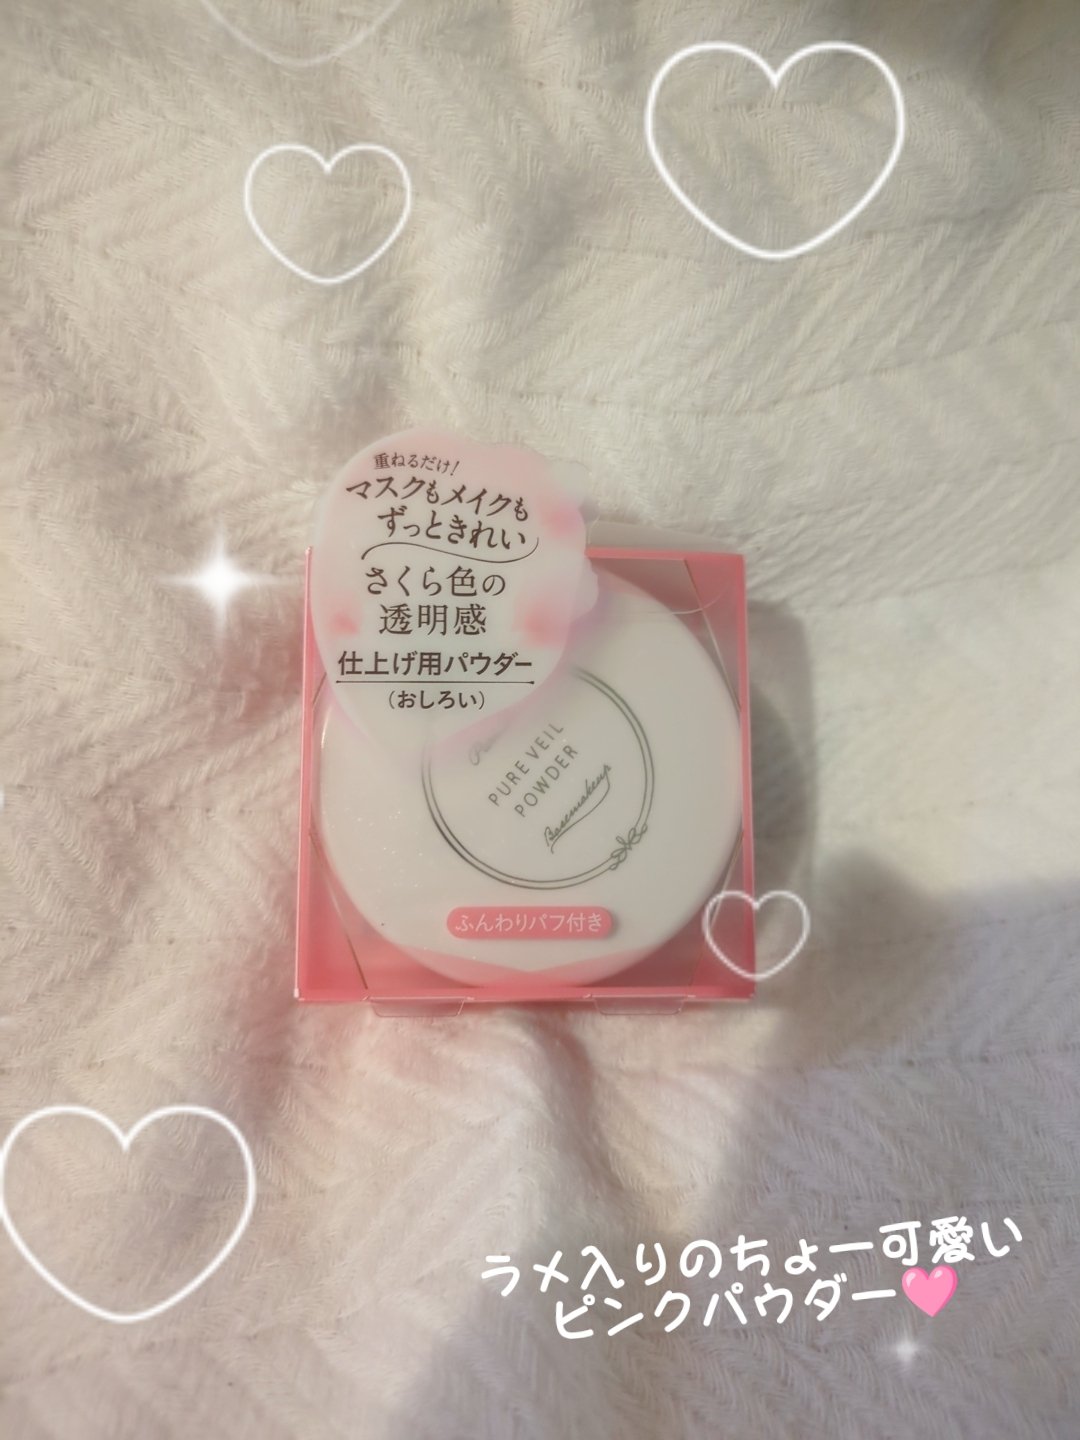 重ねるだけ!
マスクもメイクも
ずっときれい
さくら色の
透明感
仕上げ用パウダー
(おしろい)
PURE VEIL
POWDER
Basemakeup
ふんわりパフ付き
ラメ入りのちょー可愛い
ピンクパウダー🩷